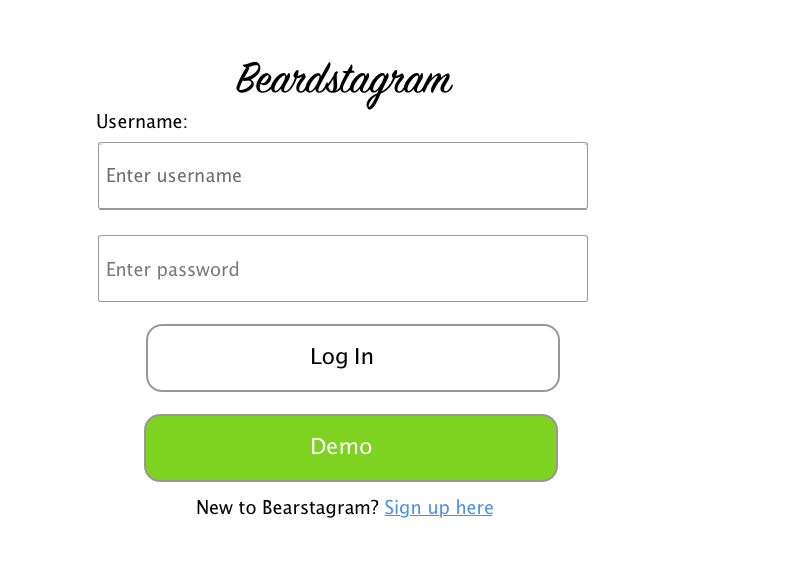 Beardstagram
Username:
Enter username
Enter password
Log In
Demo
New to Bearstagram? Sign up here